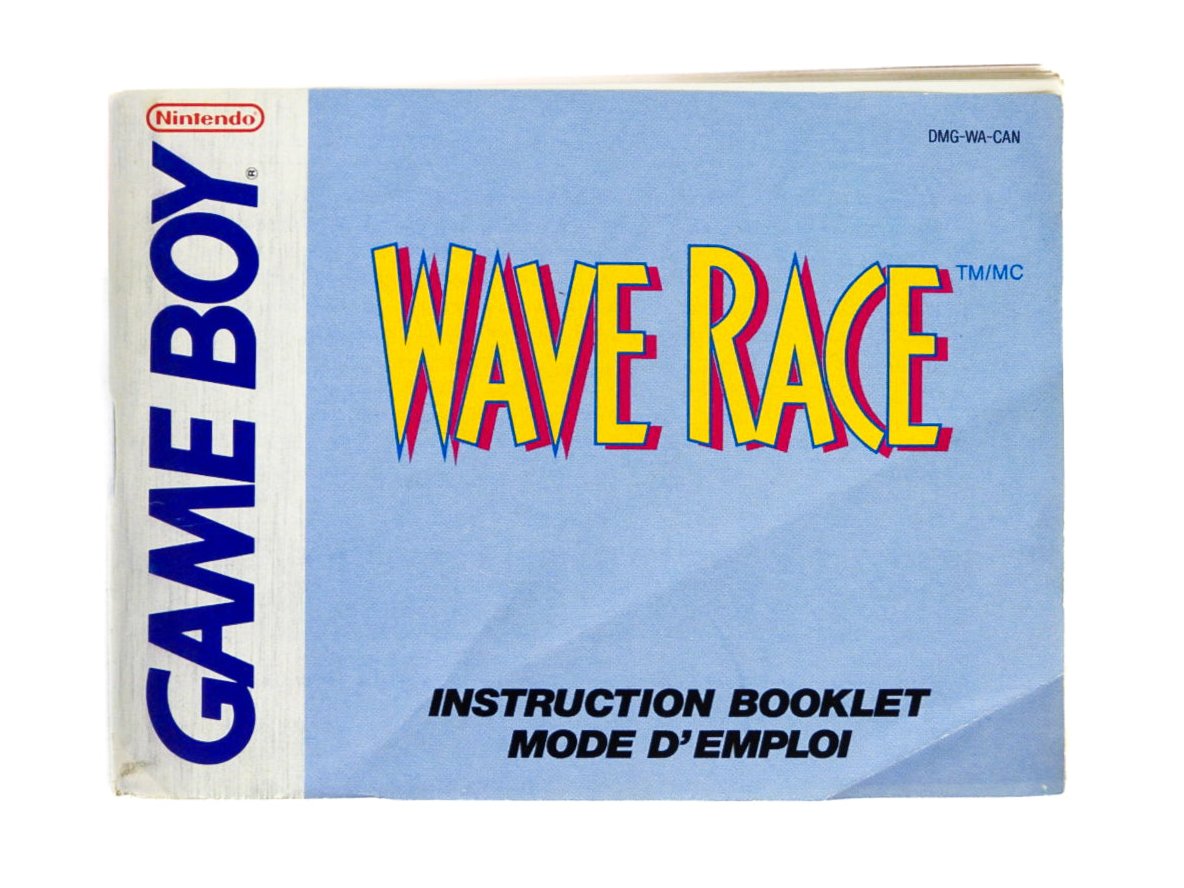 Nintendo®
GAME BOY®
DMG-WA-CAN
WAVE RACE TM/MC
INSTRUCTION BOOKLET
MODE D'EMPLOI